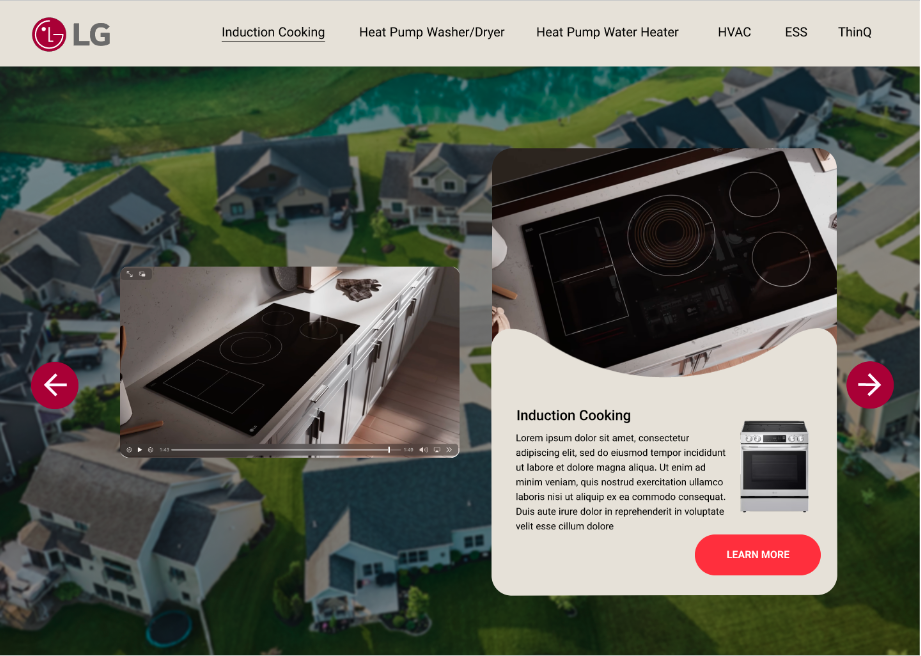 LG
Induction Cooking
Heat Pump Washer/Dryer
Heat Pump Water Heater
HVAC
ESS
ThinQ
Induction Cooking
Lorem ipsum dolor sit amet, consectetur
adipiscing elit, sed do eiusmod tempor incididunt
ut labore et dolore magna aliqua. Ut enim ad
minim veniam, quis nostrud exercitation ullamco
laboris nisi ut aliquip ex ea commodo consequat.
Duis aute irure dolor in reprehenderit in voluptate
velit esse cillum dolore
LEARN MORE